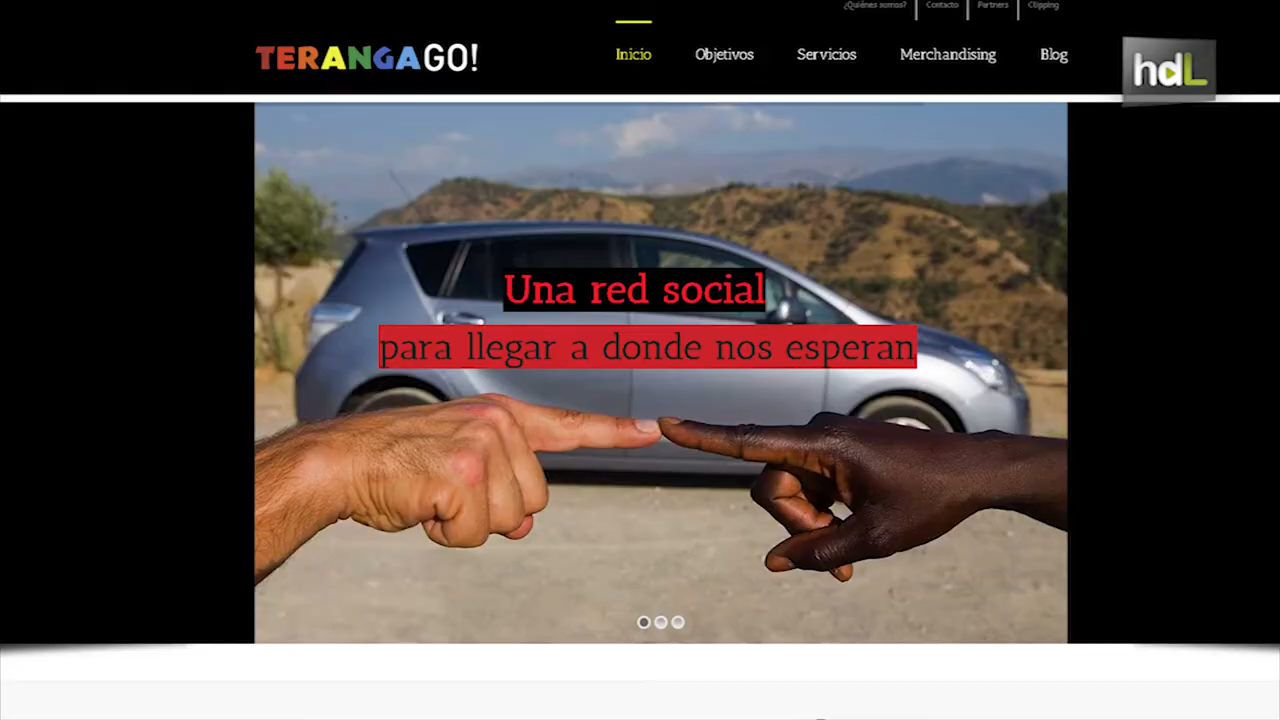 ¿Quiénes somos? Contacto Partners Clipping
TERANGAGO!
Inicio Objetivos Servicios Merchandising Blog
hdL
Una red social
para llegar a donde nos esperan